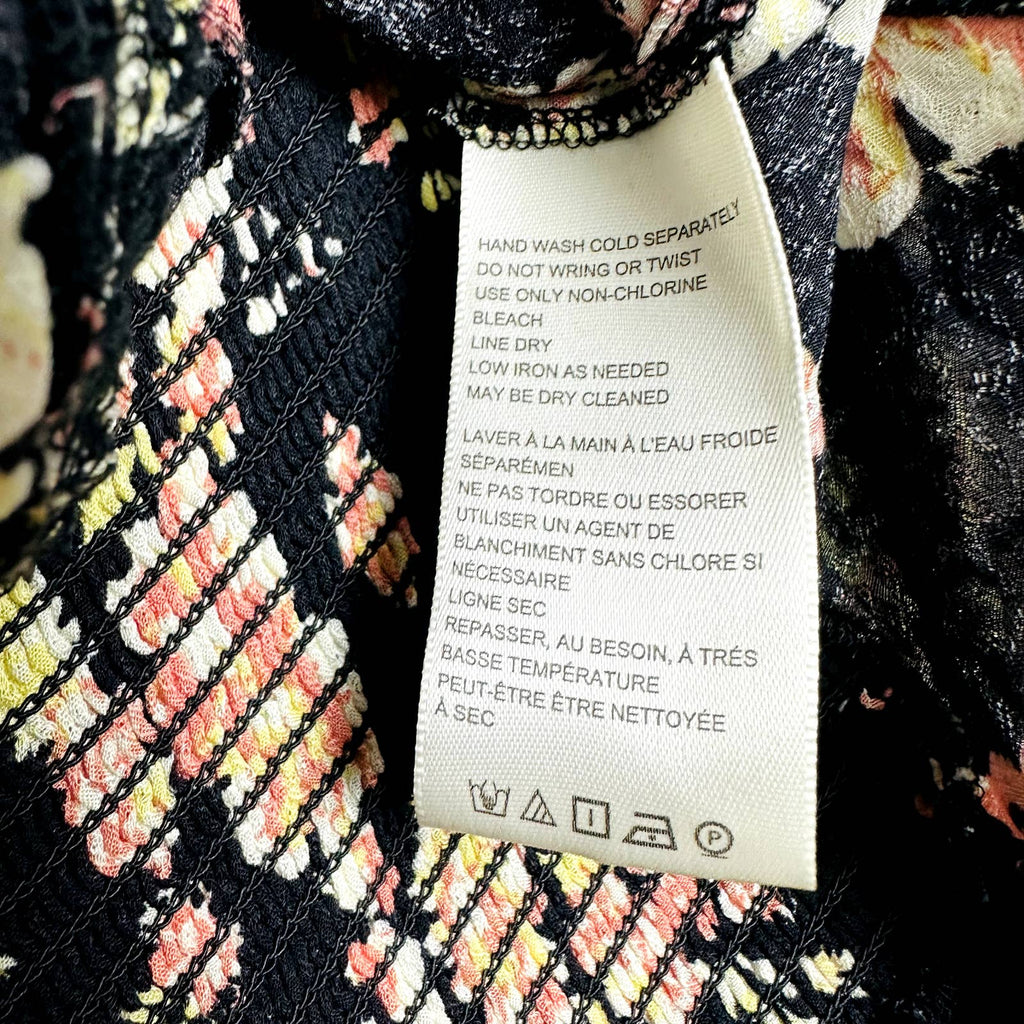 HAND WASH COLD SEPARATELY
DO NOT WRING OR TWIST
USE ONLY NON-CHLORINE
BLEACH
LINE DRY
LOW IRON AS NEEDED
MAY BE DRY CLEANED
LAVER À LA MAIN À L'EAU FROIDE
SÉPARÉMEN
NE PAS TORDRE OU ESSORER
UTILISER UN AGENT DE
BLANCHIMENT SANS CHLORE SI
NÉCESSAIRE
LIGNE SEC
REPASSER, AU BESOIN, À TRÉS
BASSE TEMPÉRATURE
PEUT-ÊTRE ÊTRE NETTOYÉE
À SEC
P